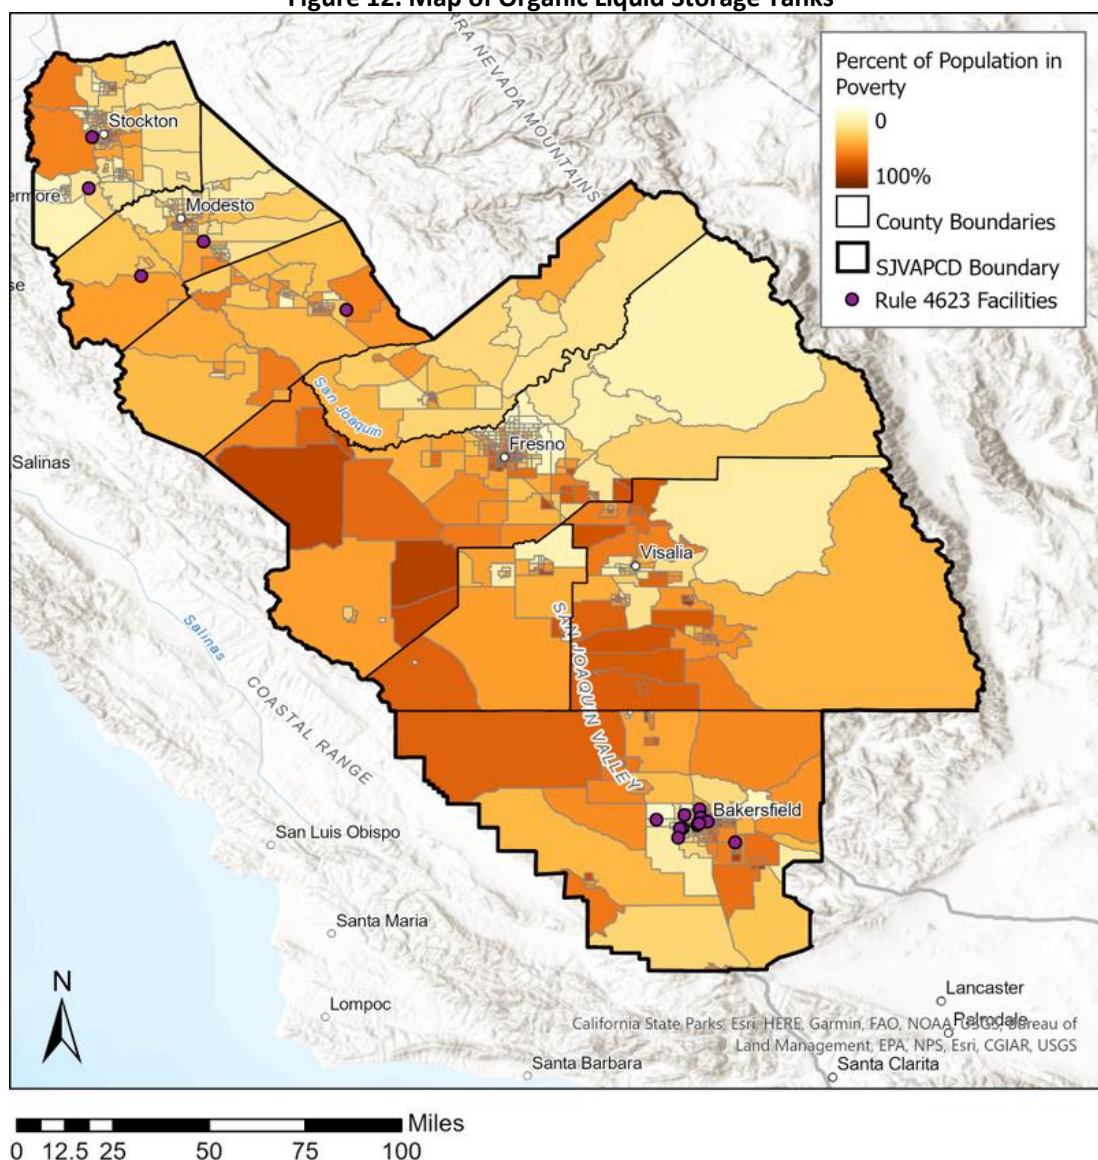 Figure 12: Map of Organic Liquid Storage Tanks
RRA NEVADA MOUNTAINS
Percent of Population in
Poverty
0
100%
County Boundaries
SJVAPCD Boundary
Rule 4623 Facilities
Stockton
ermore
Modesto
se
San Joaquin
Fresno
Salinas
Visalia
Salinas
SAN JOAQUIN VALLEY
COASTAL RANGE
Bakersfield
San Luis Obispo
Santa Maria
N
Lancaster
Lompoc
Palmdale
California State Parks, Esri, HERE, Garmin, FAO, NOAA, USGS, Bureau of
Land Management, EPA, NPS, Esri, CGIAR, USGS
Santa Barbara
Santa Clarita
Miles
0 12.5 25 50 75 100